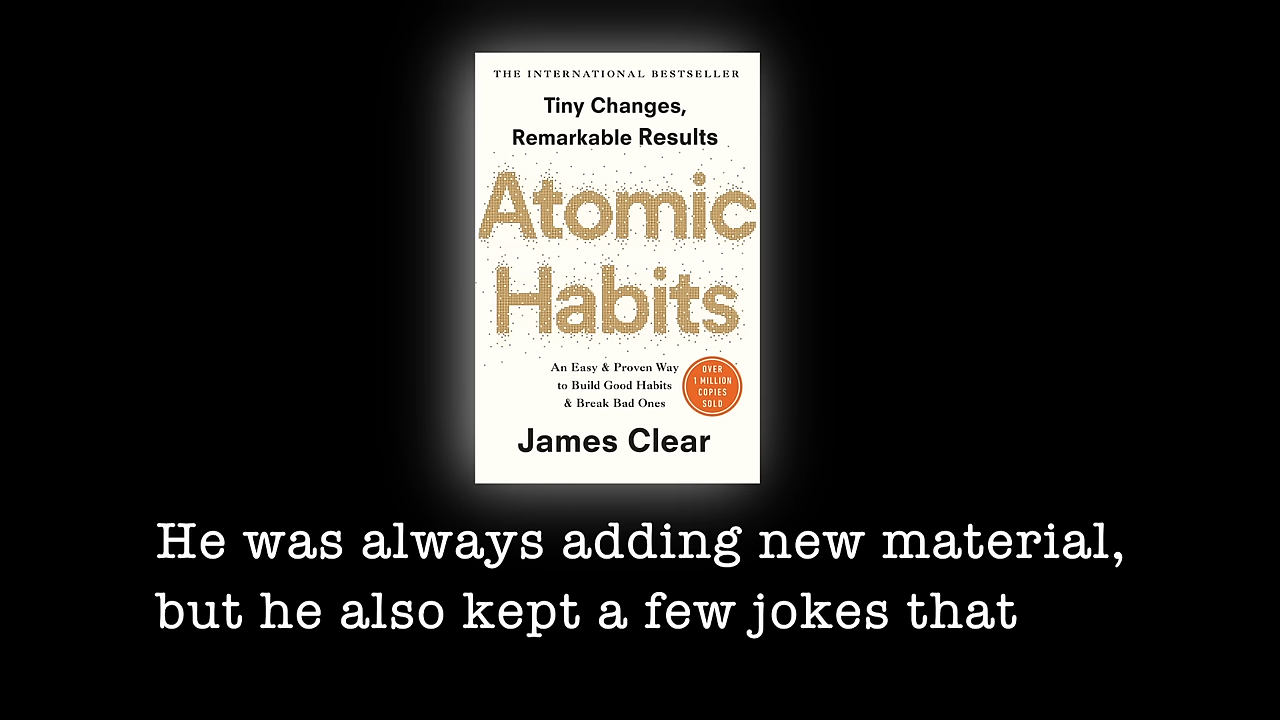 THE INTERNATIONAL BESTSELLER
Tiny Changes,
Remarkable Results
Atomic
Habits
An Easy & Proven Way
to Build Good Habits
& Break Bad Ones
OVER
1 MILLION
COPIES
SOLD
James Clear
He was always adding new material,
but he also kept a few jokes that